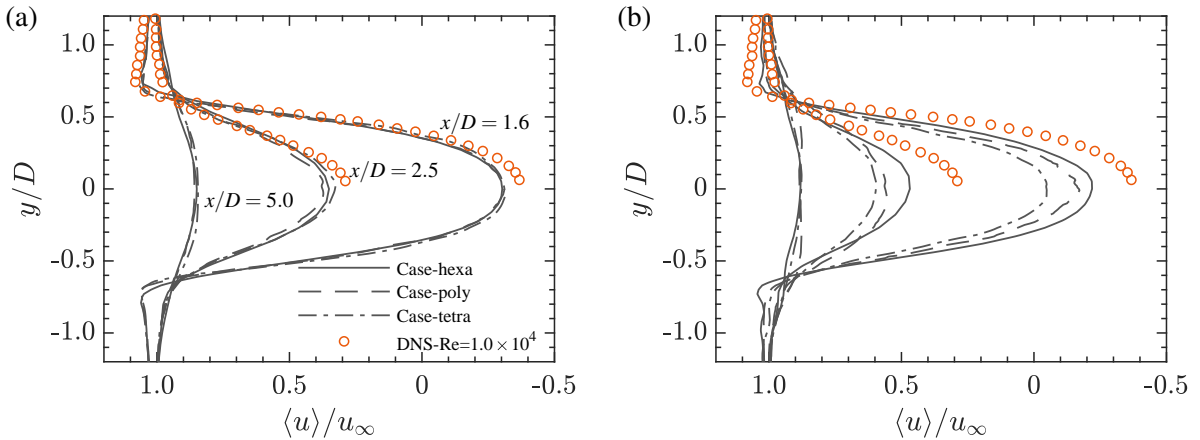 (a)
1.0
0.5
0
-0.5
-1.0
y/D
x/D = 1.6
x/D = 2.5
x/D = 5.0
Case-hexa
Case-poly
Case-tetra
DNS-Re=1.0 × 10⁴
1.0 0.5 0 -0.5
⟨u⟩/u∞
(b)
1.0
0.5
0
-0.5
-1.0
y/D
1.0 0.5 0 -0.5
⟨u⟩/u∞